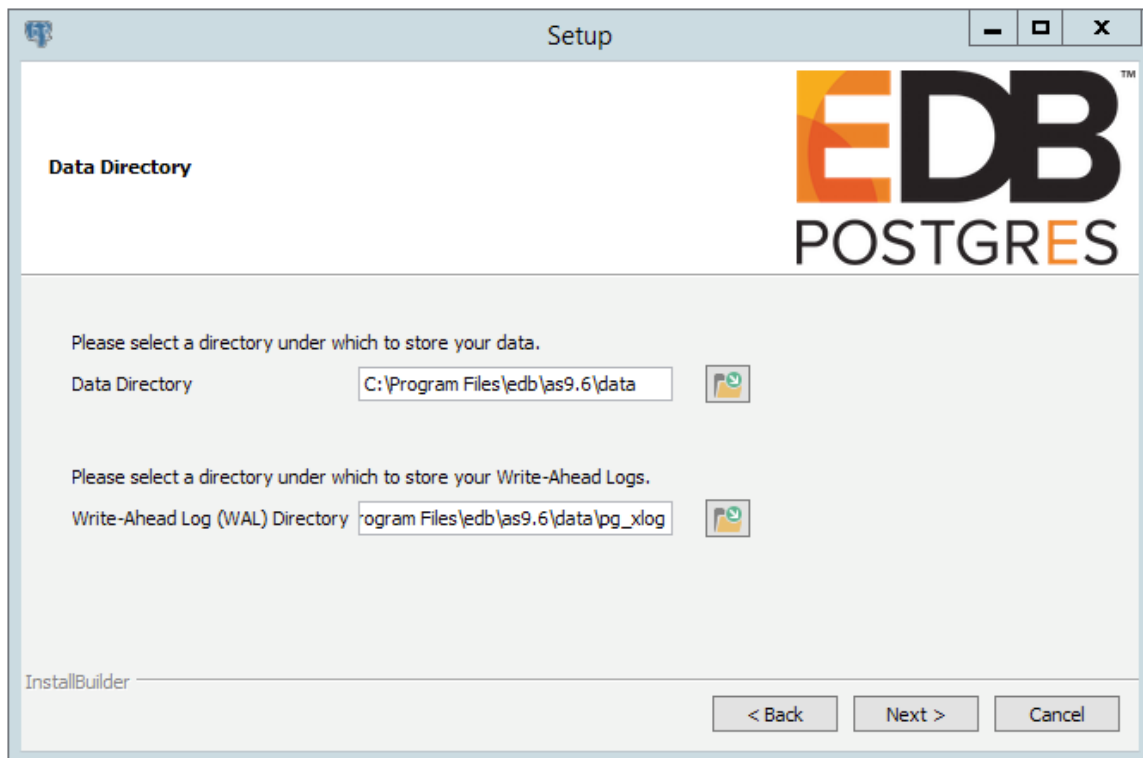 Setup
EDB™
POSTGRES
Data Directory
Please select a directory under which to store your data.
Data Directory C:\Program Files\edb\as9.6\data
Please select a directory under which to store your Write-Ahead Logs.
Write-Ahead Log (WAL) Directory rogram Files\edb\as9.6\data\pg_xlog
InstallBuilder
< Back Next > Cancel